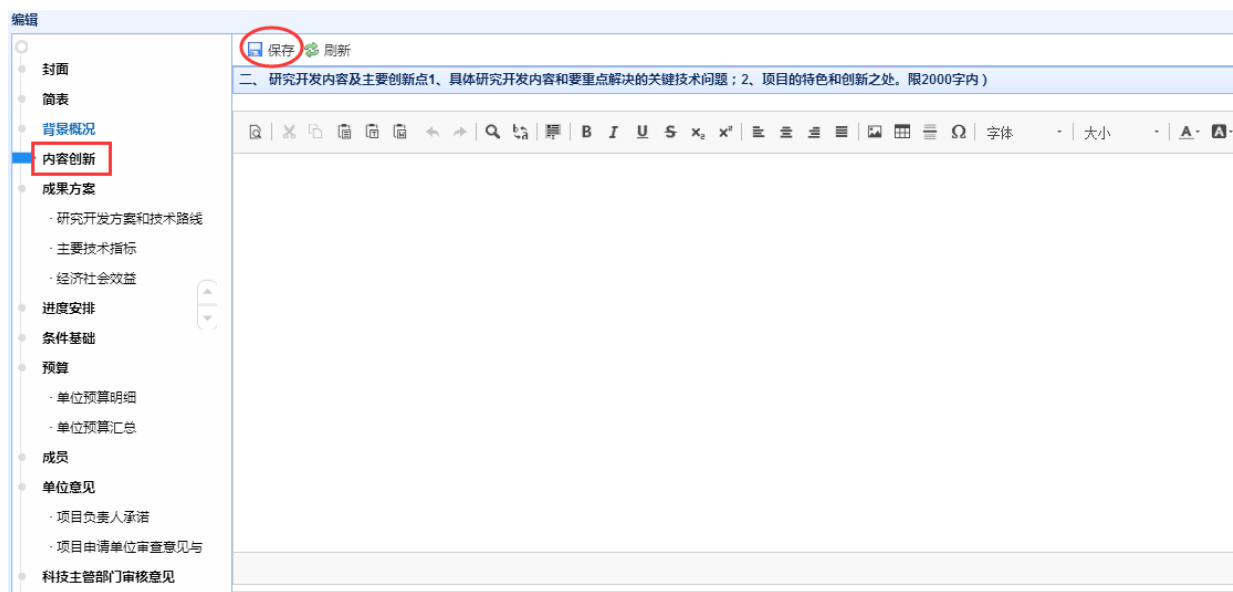 编辑
保存 刷新
二、 研究开发内容及主要创新点1、具体研究开发内容和要重点解决的关键技术问题；2、项目的特色和创新之处。限2000字内）
B I U S x₂ x² Ω 字体 大小 A A
封面
简表
背景概况
内容创新
成果方案
· 研究开发方案和技术路线
· 主要技术指标
· 经济社会效益
进度安排
条件基础
预算
· 单位预算明细
· 单位预算汇总
成员
单位意见
· 项目负责人承诺
· 项目申请单位审查意见与
科技主管部门审核意见